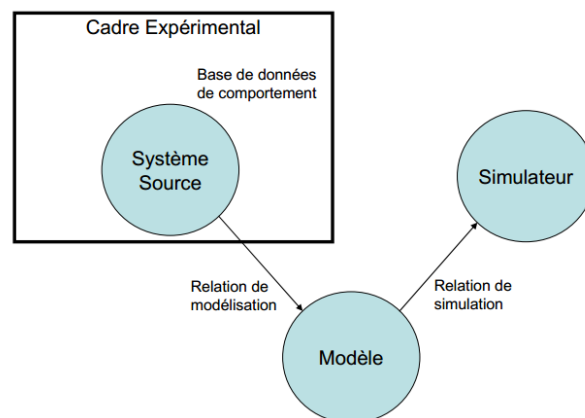 Cadre Expérimental
Base de données
de comportement
Système
Source
Simulateur
Relation de
modélisation
Relation de
simulation
Modèle